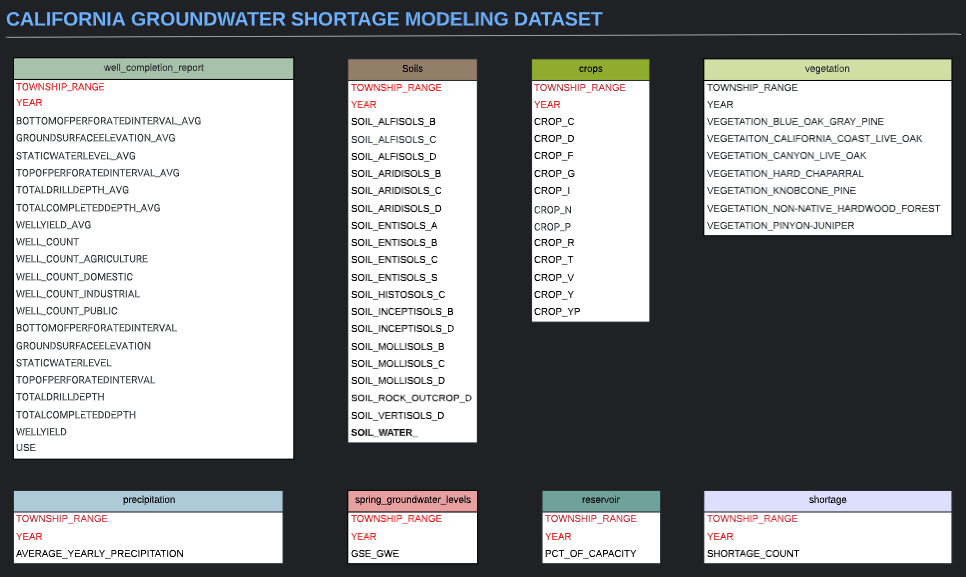 CALIFORNIA GROUNDWATER SHORTAGE MODELING DATASET
well_completion_report
TOWNSHIP_RANGE
YEAR
BOTTOMOFPERFORATEDINTERVAL_AVG
GROUNDSURFACEELEVATION_AVG
STATICWATERLEVEL_AVG
TOPOFPERFORATEDINTERVAL_AVG
TOTALDRILLDEPTH_AVG
TOTALCOMPLETEDDEPTH_AVG
WELLYIELD_AVG
WELL_COUNT
WELL_COUNT_AGRICULTURE
WELL_COUNT_DOMESTIC
WELL_COUNT_INDUSTRIAL
WELL_COUNT_PUBLIC
BOTTOMOFPERFORATEDINTERVAL
GROUNDSURFACEELEVATION
STATICWATERLEVEL
TOPOFPERFORATEDINTERVAL
TOTALDRILLDEPTH
TOTALCOMPLETEDDEPTH
WELLYIELD
USE
Soils
TOWNSHIP_RANGE
YEAR
SOIL_ALFISOLS_B
SOIL_ALFISOLS_C
SOIL_ALFISOLS_D
SOIL_ARIDISOLS_B
SOIL_ARIDISOLS_C
SOIL_ARIDISOLS_D
SOIL_ENTISOLS_A
SOIL_ENTISOLS_B
SOIL_ENTISOLS_C
SOIL_ENTISOLS_S
SOIL_HISTOSOLS_C
SOIL_INCEPTISOLS_B
SOIL_INCEPTISOLS_D
SOIL_MOLLISOLS_B
SOIL_MOLLISOLS_C
SOIL_MOLLISOLS_D
SOIL_ROCK_OUTCROP_D
SOIL_VERTISOLS_D
SOIL_WATER_
crops
TOWNSHIP_RANGE
YEAR
CROP_C
CROP_D
CROP_F
CROP_G
CROP_I
CROP_N
CROP_P
CROP_R
CROP_T
CROP_V
CROP_Y
CROP_YP
vegetation
TOWNSHIP_RANGE
YEAR
VEGETATION_BLUE_OAK_GRAY_PINE
VEGETAITON_CALIFORNIA_COAST_LIVE_OAK
VEGETATION_CANYON_LIVE_OAK
VEGETATION_HARD_CHAPARRAL
VEGETATION_KNOBCONE_PINE
VEGETATION_NON-NATIVE_HARDWOOD_FOREST
VEGETATION_PINYON-JUNIPER
precipitation
TOWNSHIP_RANGE
YEAR
AVERAGE_YEARLY_PRECIPITATION
spring_groundwater_levels
TOWNSHIP_RANGE
YEAR
GSE_GWE
reservoir
TOWNSHIP_RANGE
YEAR
PCT_OF_CAPACITY
shortage
TOWNSHIP_RANGE
YEAR
SHORTAGE_COUNT